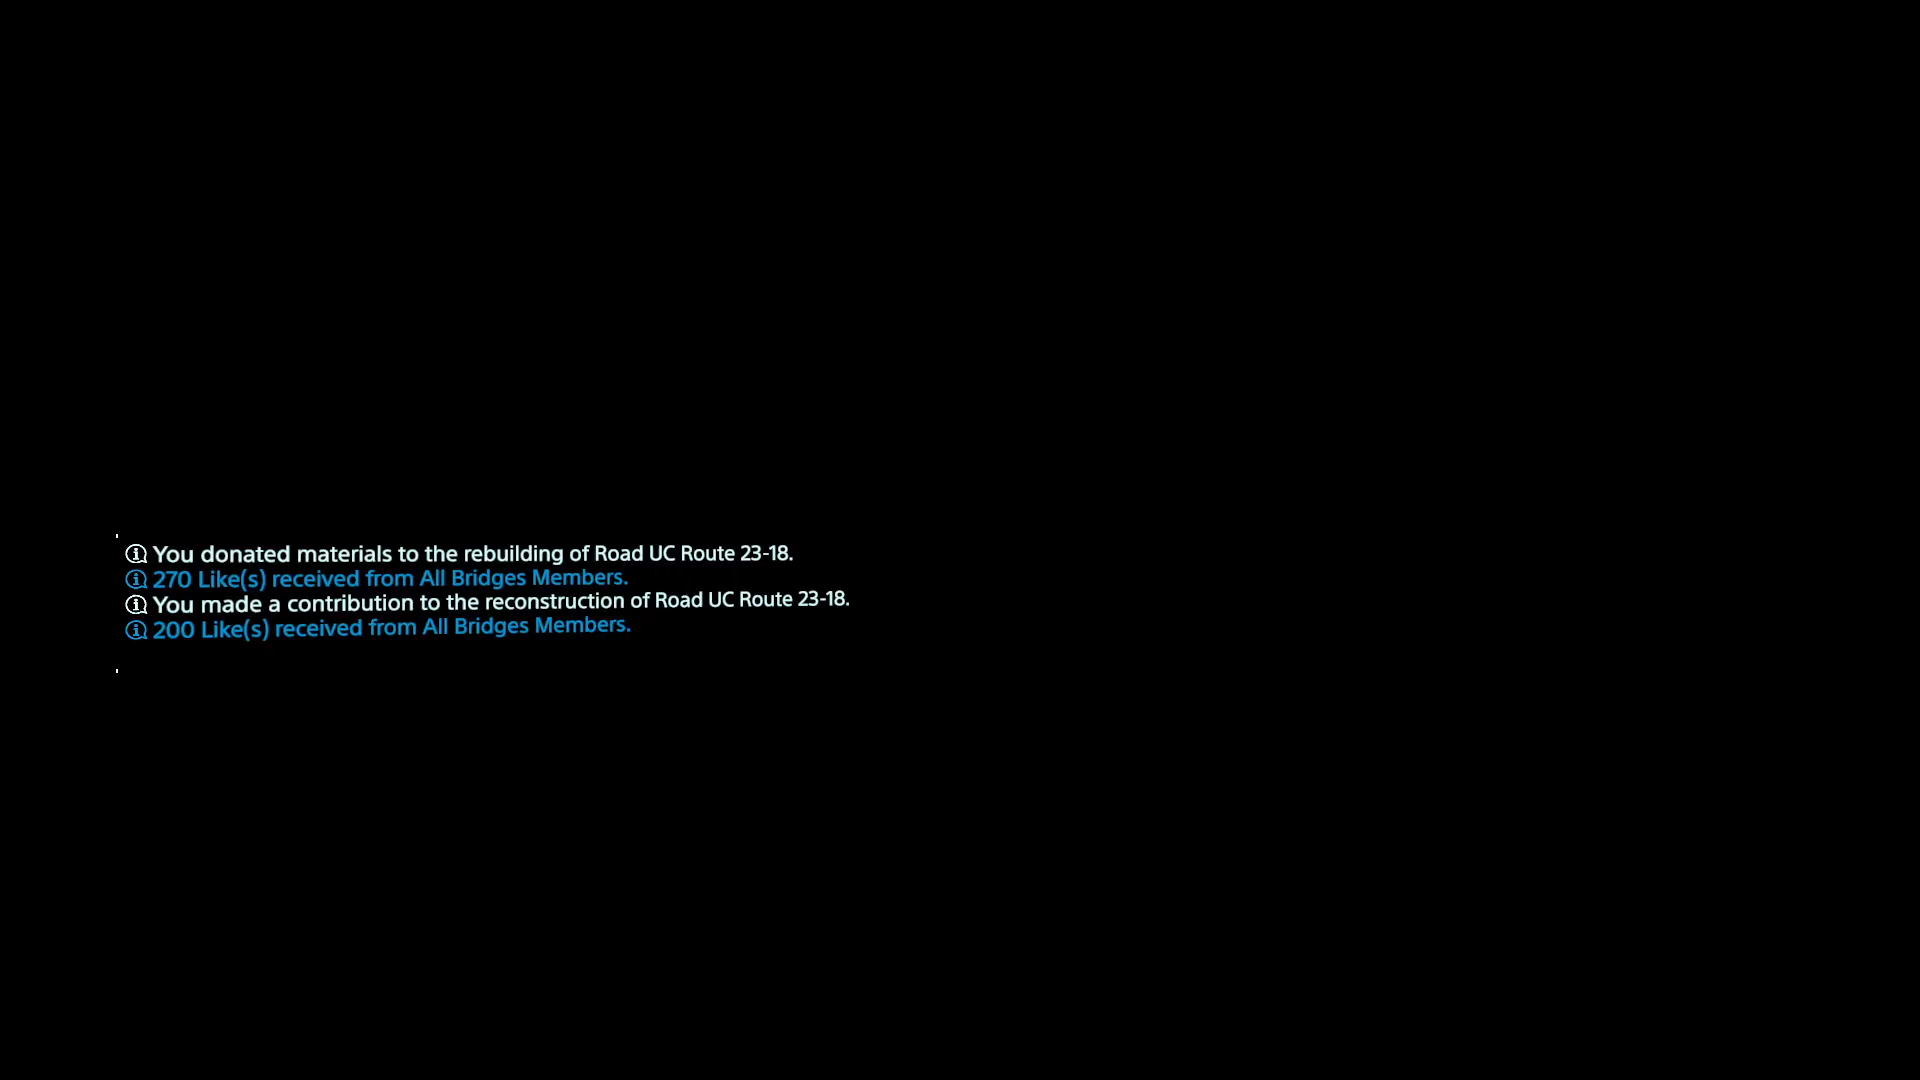 You donated materials to the rebuilding of Road UC Route 23-18.
270 Like(s) received from All Bridges Members.
You made a contribution to the reconstruction of Road UC Route 23-18.
200 Like(s) received from All Bridges Members.